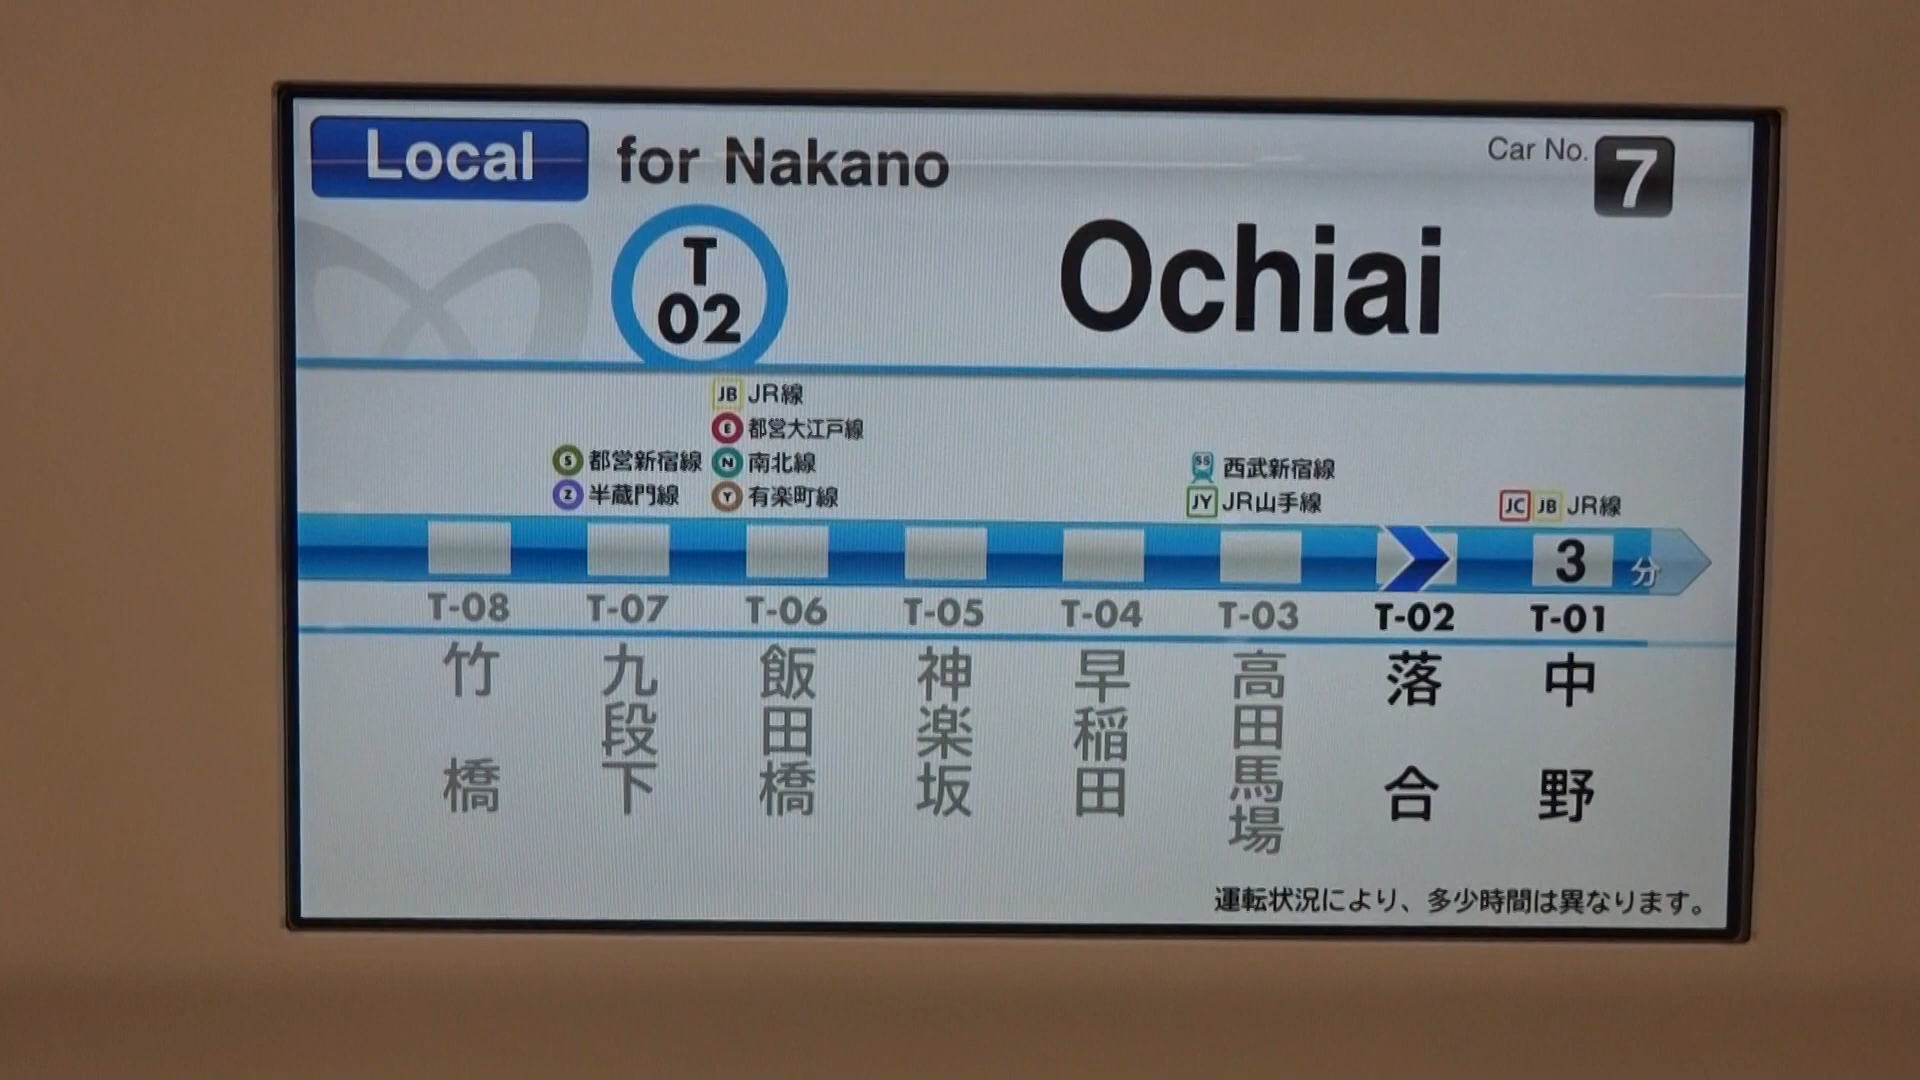 Local for Nakano
Car No. 7
T
02
Ochiai
JB JR線
E 都営大江戸線
S 都営新宿線
N 南北線
Z 半蔵門線
Y 有楽町線
SS 西武新宿線
JY JR山手線
JC JB JR線
3分
T-08 T-07 T-06 T-05 T-04 T-03 T-02 T-01
竹橋
九段下
飯田橋
神楽坂
早稲田
高田馬場
落合
中野
運転状況により、多少時間は異なります。